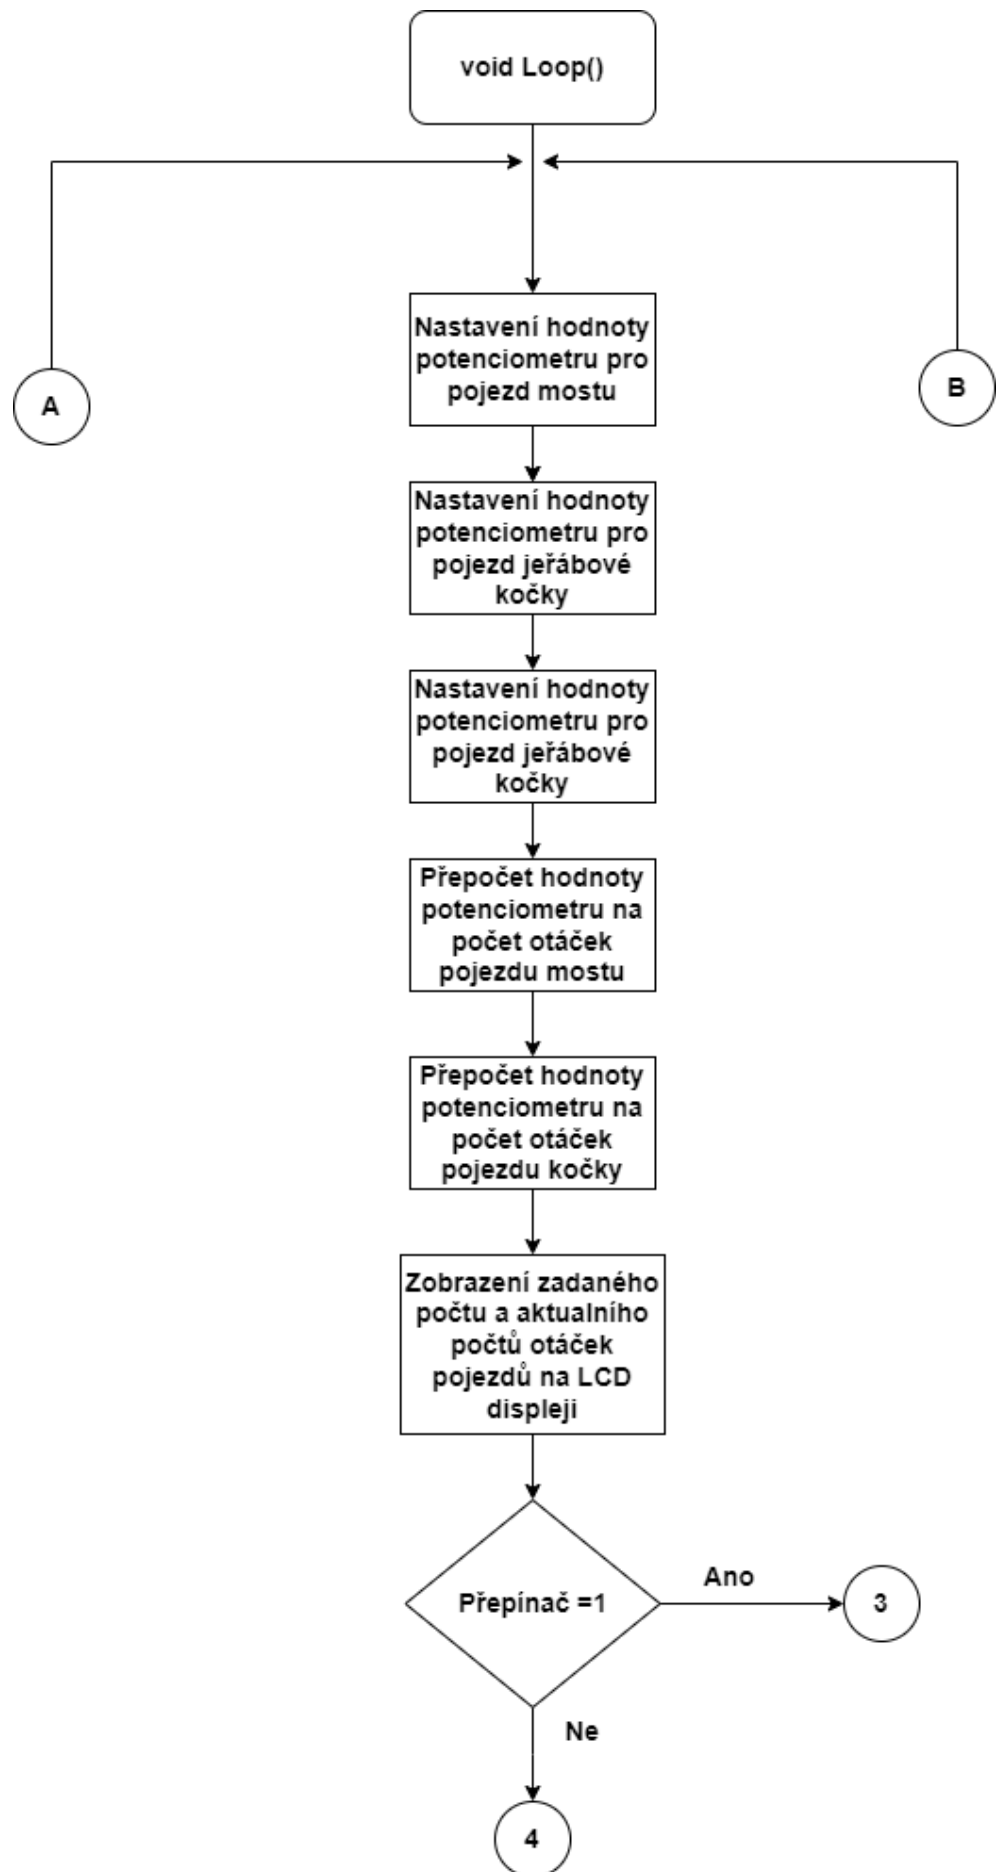 void Loop()
Nastavení hodnoty
potenciometru pro
pojezd mostu
A
B
Nastavení hodnoty
potenciometru pro
pojezd jeřábové
kočky
Nastavení hodnoty
potenciometru pro
pojezd jeřábové
kočky
Přepočet hodnoty
potenciometru na
počet otáček
pojezdu mostu
Přepočet hodnoty
potenciometru na
počet otáček
pojezdu kočky
Zobrazení zadaného
počtu a aktualního
počtů otáček
pojezdů na LCD
displeji
Přepínač =1
Ano
3
Ne
4